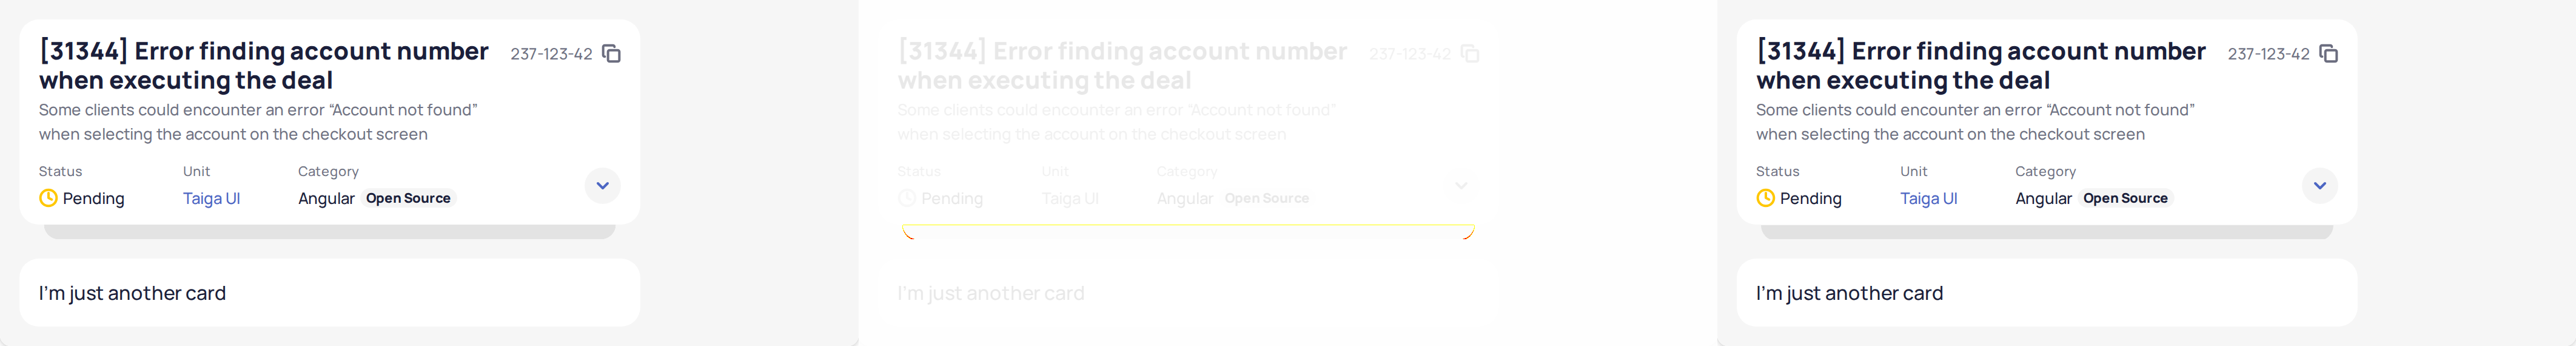 [31344] Error finding account number
when executing the deal
237-123-42
Some clients could encounter an error “Account not found”
when selecting the account on the checkout screen
Status Unit Category
Pending Taiga UI Angular Open Source
I'm just another card
[31344] Error finding account number
when executing the deal
237-123-42
Some clients could encounter an error “Account not found”
when selecting the account on the checkout screen
Status Unit Category
Pending Taiga UI Angular Open Source
I'm just another card
[31344] Error finding account number
when executing the deal
237-123-42
Some clients could encounter an error “Account not found”
when selecting the account on the checkout screen
Status Unit Category
Pending Taiga UI Angular Open Source
I'm just another card